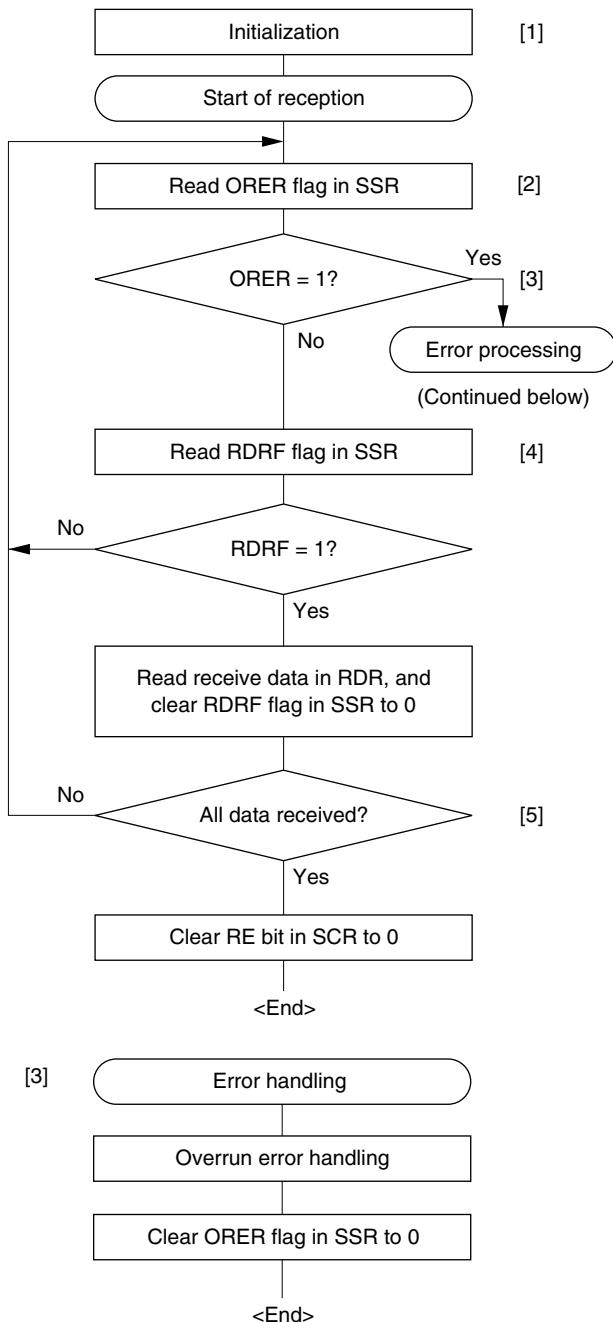 Initialization
[1]
Start of reception
Read ORER flag in SSR
[2]
Yes
ORER = 1?
[3]
No
Error processing
(Continued below)
Read RDRF flag in SSR
[4]
No
RDRF = 1?
Yes
Read receive data in RDR, and
clear RDRF flag in SSR to 0
No
All data received?
[5]
Yes
Clear RE bit in SCR to 0
<End>
[3]
Error handling
Overrun error handling
Clear ORER flag in SSR to 0
<End>